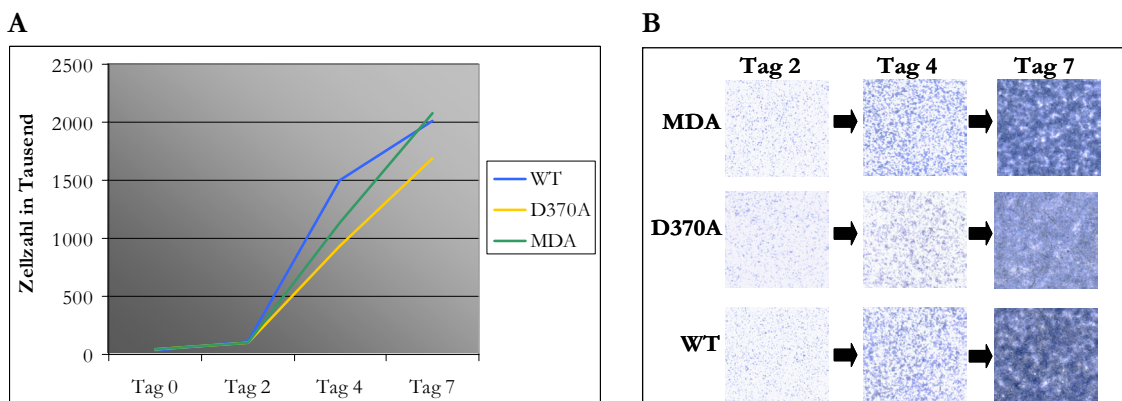 A
Zellzahl in Tausend
2500
2000
1500
1000
500
0
Tag 0 Tag 2 Tag 4 Tag 7
WT
D370A
MDA
B
Tag 2 Tag 4 Tag 7
MDA
D370A
WT